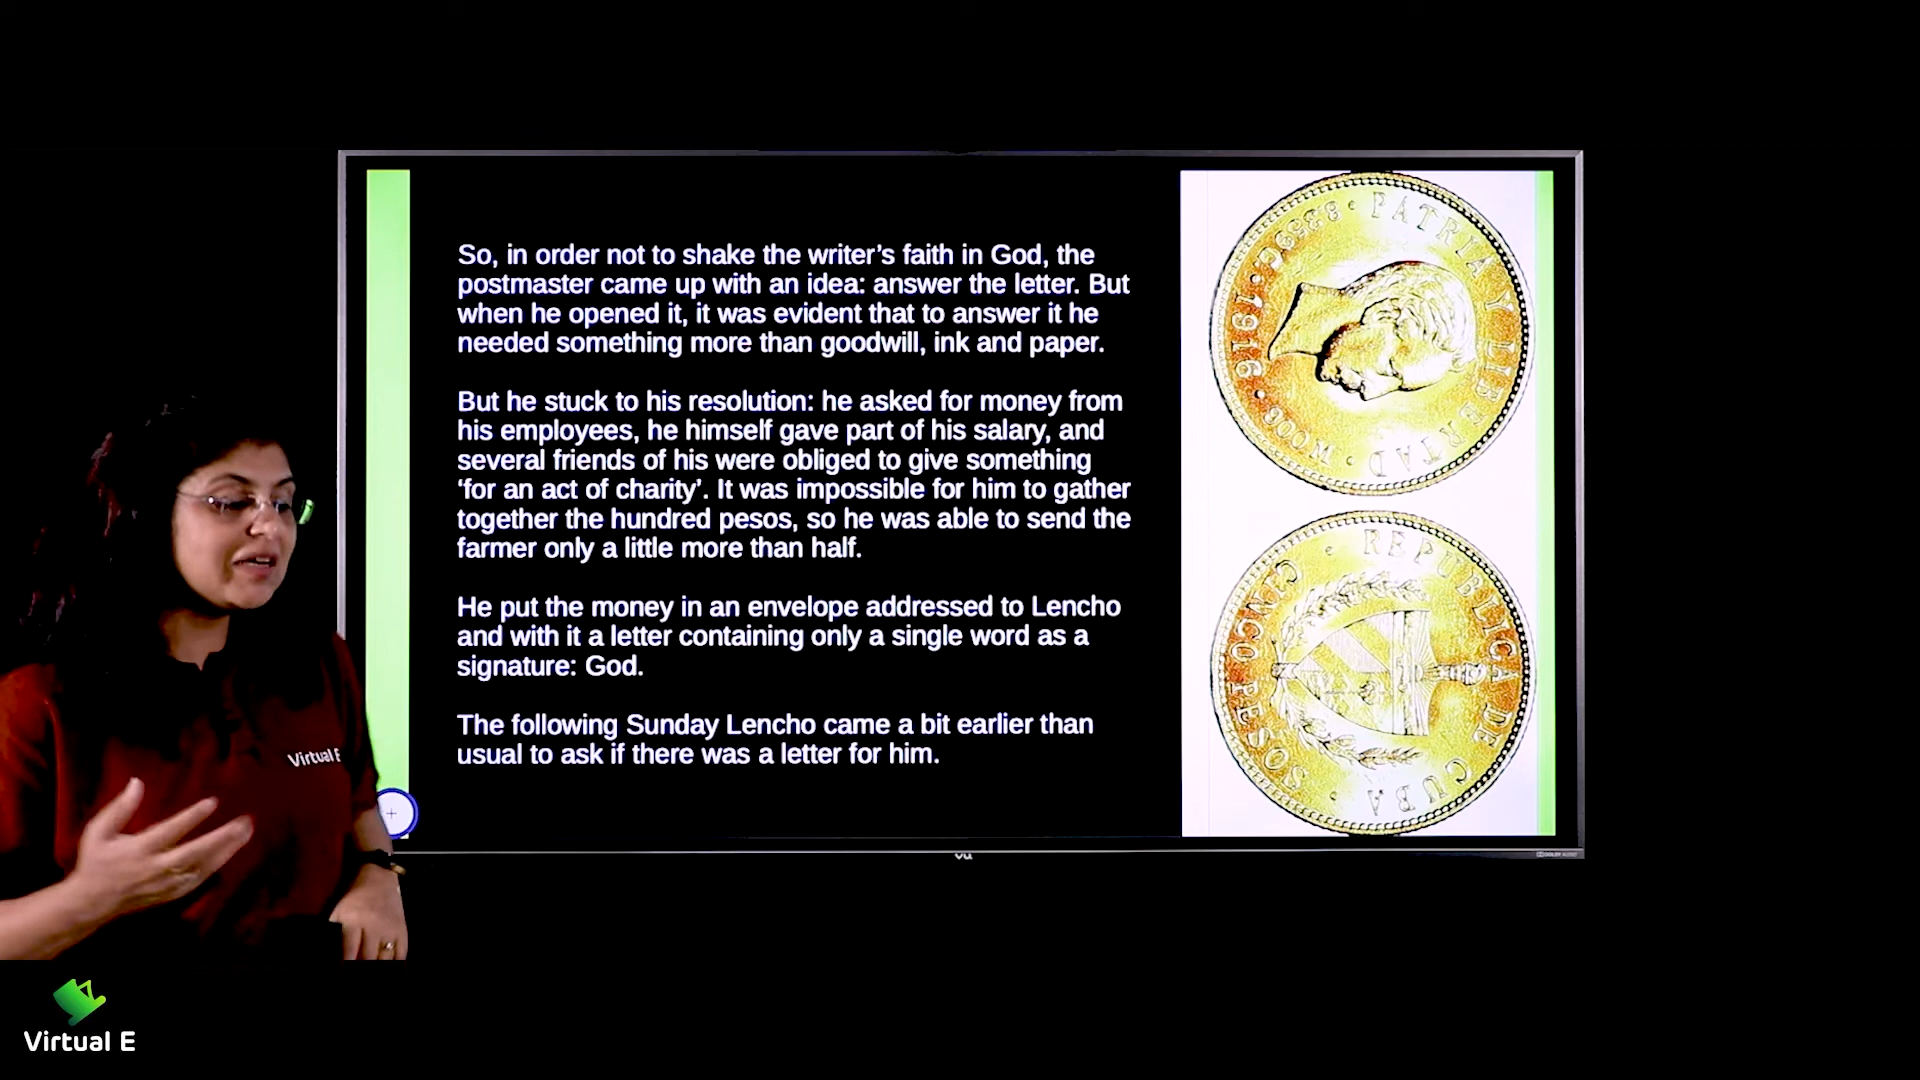 So, in order not to shake the writer’s faith in God, the
postmaster came up with an idea: answer the letter. But
when he opened it, it was evident that to answer it he
needed something more than goodwill, ink and paper.
But he stuck to his resolution: he asked for money from
his employees, he himself gave part of his salary, and
several friends of his were obliged to give something
‘for an act of charity’. It was impossible for him to gather
together the hundred pesos, so he was able to send the
farmer only a little more than half.
He put the money in an envelope addressed to Lencho
and with it a letter containing only a single word as a
signature: God.
The following Sunday Lencho came a bit earlier than
usual to ask if there was a letter for him.
PATRIA Y LIBERTAD
1916
REPUBLICA DE CUBA
CINCO PESOS
Virtual E
Vu
Virtual E